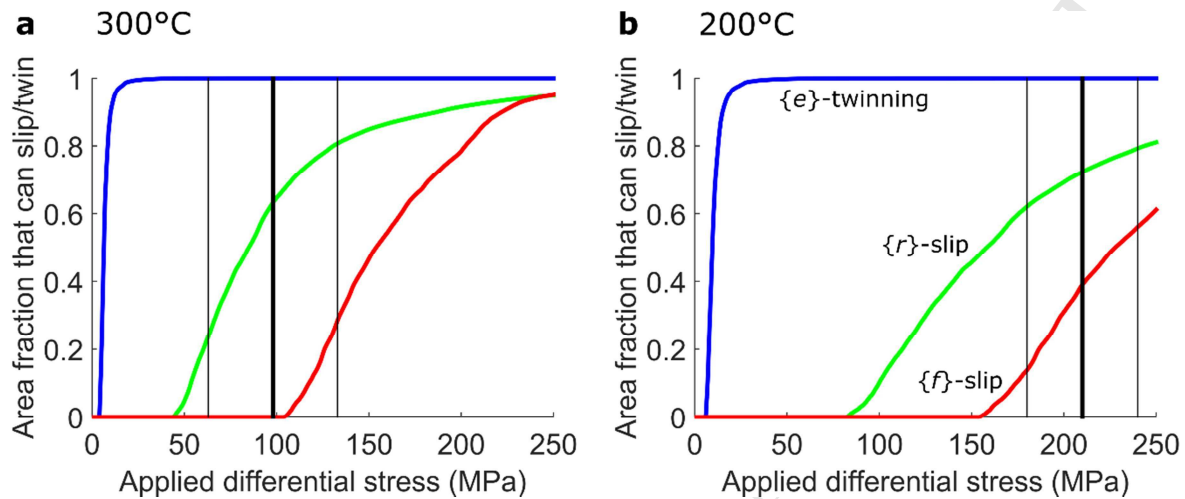 a 300°C
b 200°C
Area fraction that can slip/twin
1
0.8
0.6
0.4
0.2
0
0 50 100 150 200 250
Applied differential stress (MPa)
Area fraction that can slip/twin
1
0.8
0.6
0.4
0.2
0
{e}-twinning
{r}-slip
{f}-slip
0 50 100 150 200 250
Applied differential stress (MPa)